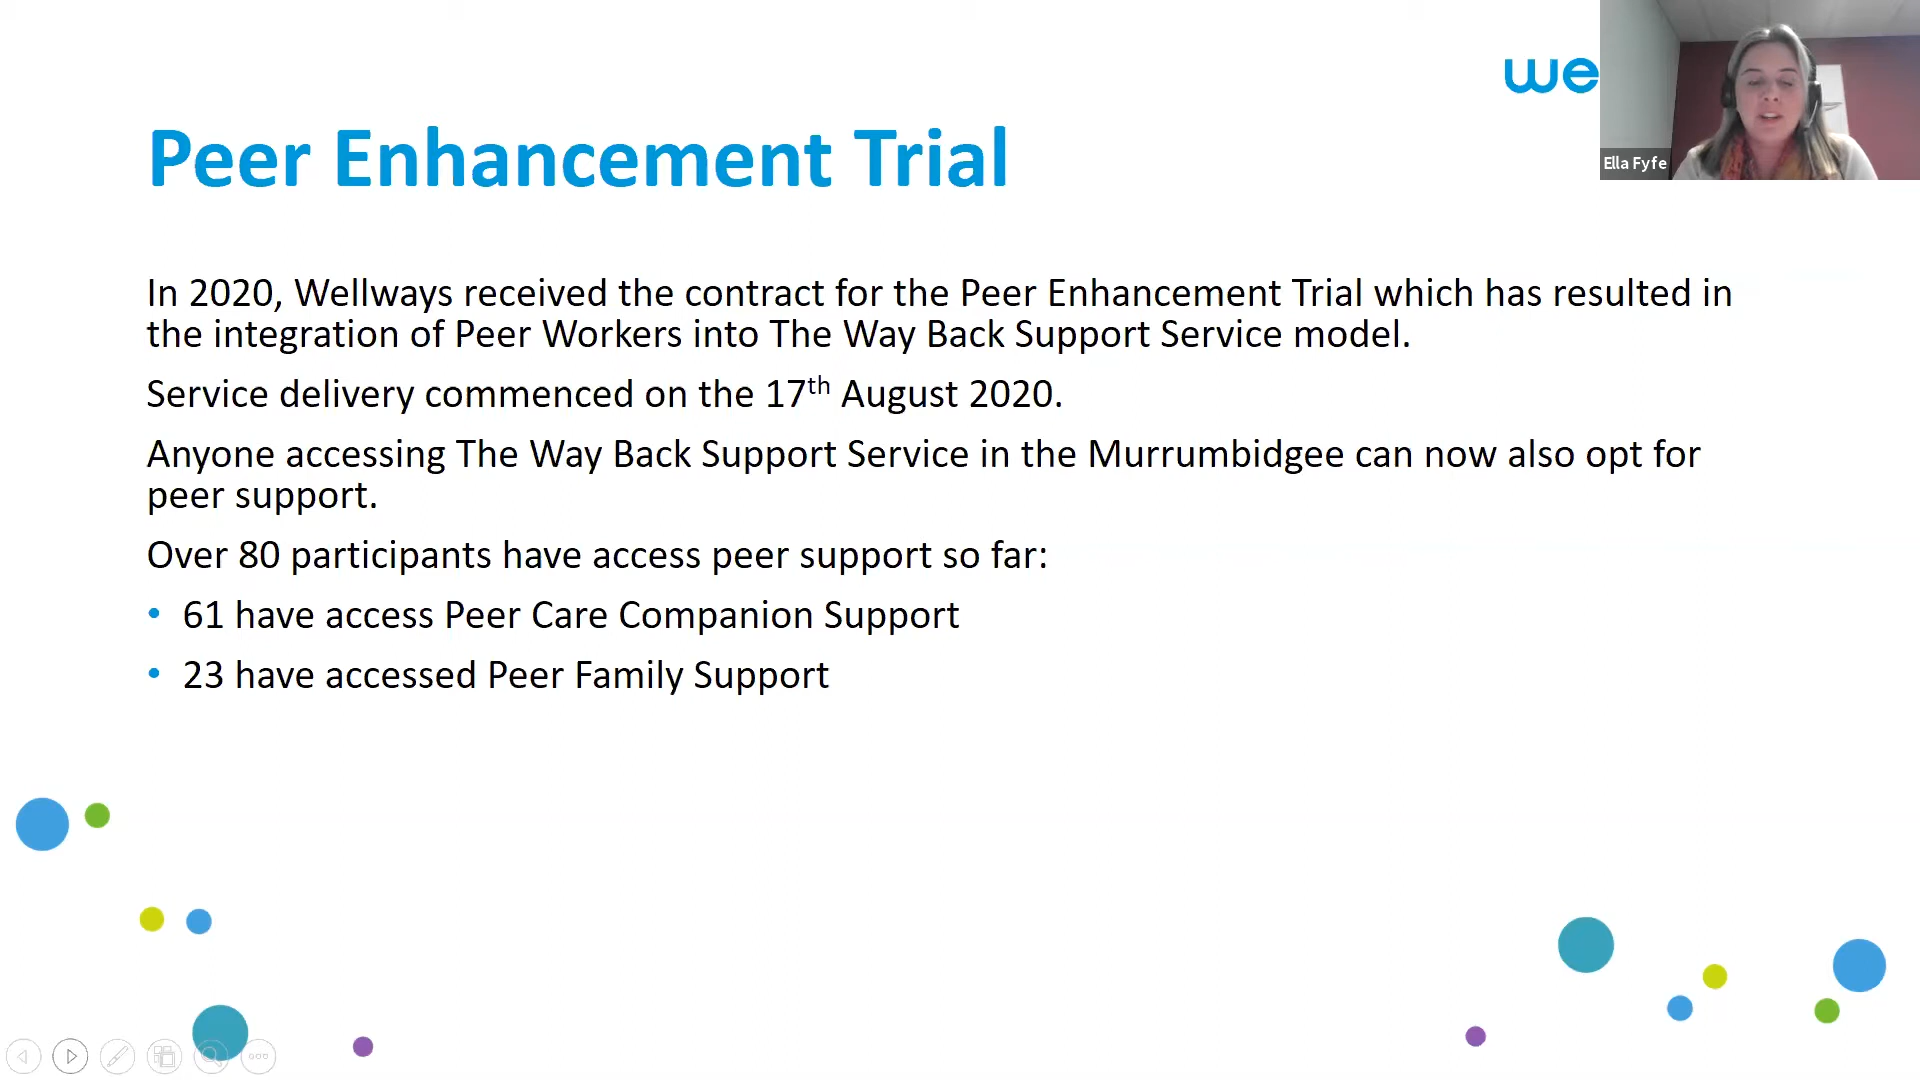 we
Ella Fyfe
Peer Enhancement Trial
In 2020, Wellways received the contract for the Peer Enhancement Trial which has resulted in
the integration of Peer Workers into The Way Back Support Service model.
Service delivery commenced on the 17th August 2020.
Anyone accessing The Way Back Support Service in the Murrumbidgee can now also opt for
peer support.
Over 80 participants have access peer support so far:
• 61 have access Peer Care Companion Support
• 23 have accessed Peer Family Support